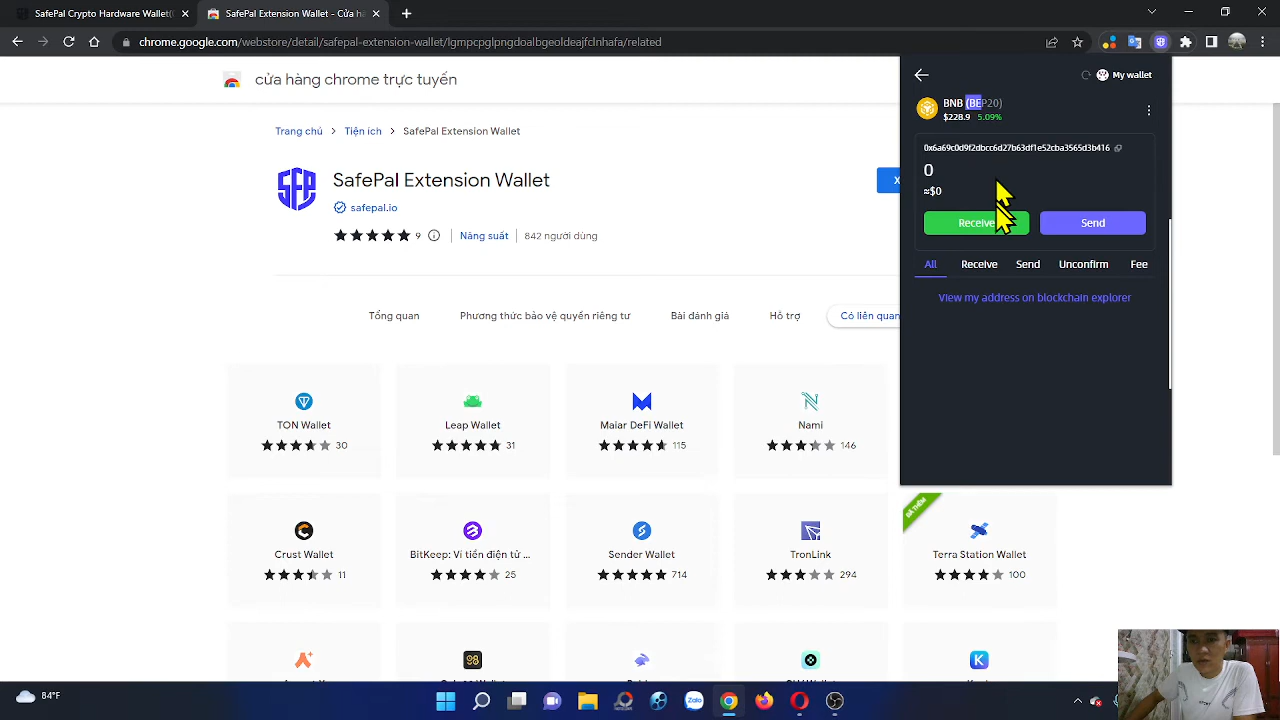 SafePal Crypto Hardware Wallet(
SafePal Extension Wallet - Cửa hà
chrome.google.com/webstore/detail/safepal-extension-wallet/lmpcpglpngdoalbgeoldeajfclnhafa/related
cửa hàng chrome trực tuyến
Trang chủ
Tiện ích
SafePal Extension Wallet
SFP
SafePal Extension Wallet
X
safepal.io
9
Năng suất
842 người dùng
Tổng quan
Phương thức bảo vệ quyền riêng tư
Bài đánh giá
Hỗ trợ
Có liên quan
TON Wallet
30
Leap Wallet
31
Maiar DeFi Wallet
115
Nami
146
Crust Wallet
11
BitKeep: Ví tiền điện tử ...
25
Sender Wallet
714
TronLink
294
ĐÃ THÊM
Terra Station Wallet
100
My wallet
BNB (BEP20)
$228.9 5.09%
0x6a69c0d9f2dbcc6d27b63df1e52cba3565d3b416
0
≈$0
Receive
Send
All
Receive
Send
Unconfirm
Fee
View my address on blockchain explorer
84°F
Zalo